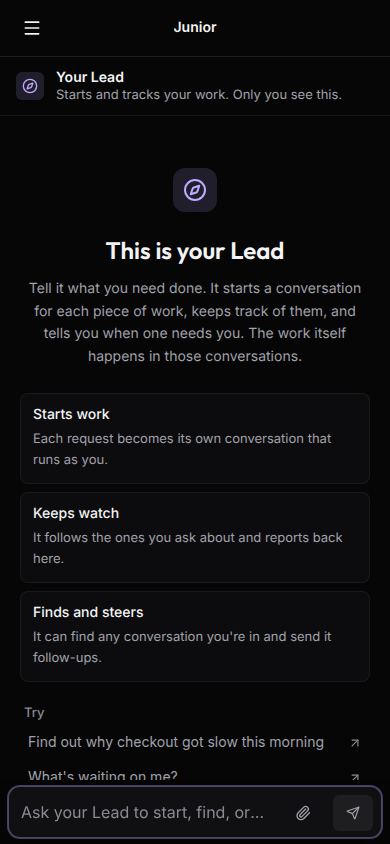 Junior
Your Lead
Starts and tracks your work. Only you see this.
This is your Lead
Tell it what you need done. It starts a conversation
for each piece of work, keeps track of them, and
tells you when one needs you. The work itself
happens in those conversations.
Starts work
Each request becomes its own conversation that
runs as you.
Keeps watch
It follows the ones you ask about and reports back
here.
Finds and steers
It can find any conversation you're in and send it
follow-ups.
Try
Find out why checkout got slow this morning
What's waiting on me?
Ask your Lead to start, find, or...